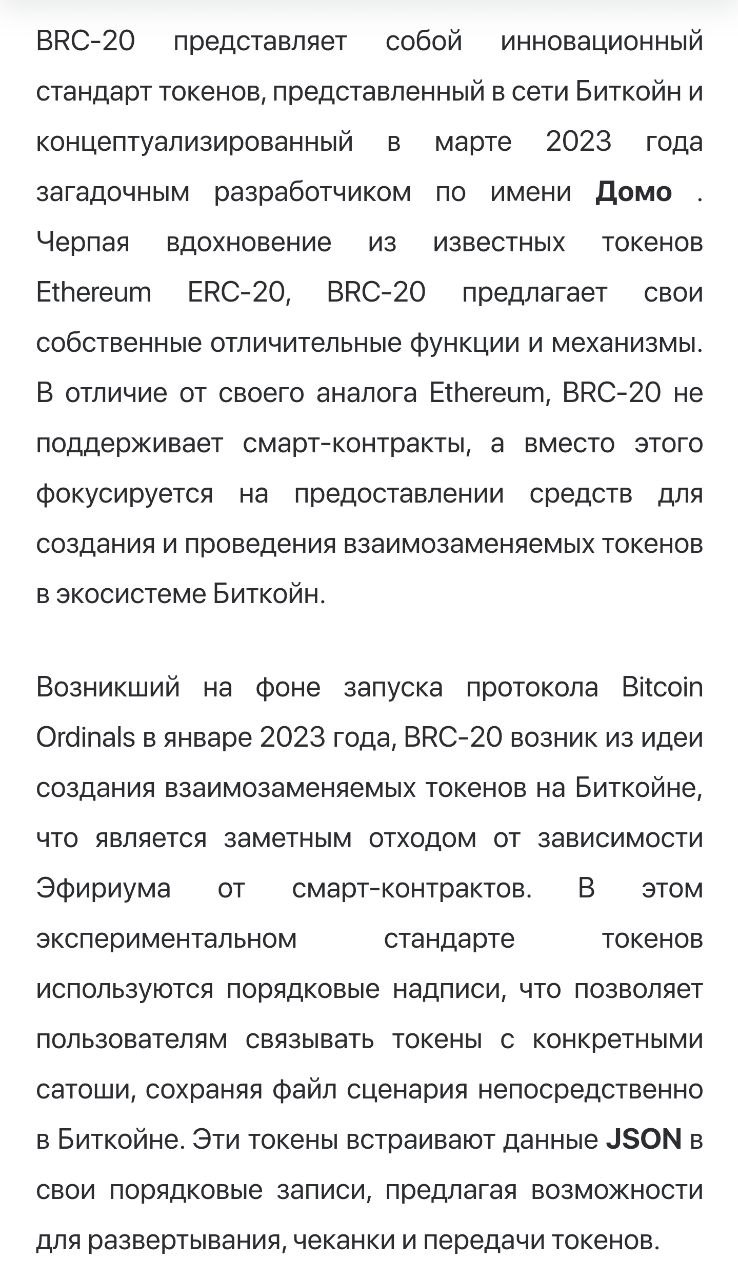 BRC-20 представляет собой инновационный
стандарт токенов, представленный в сети Биткойн и
концептуализированный в марте 2023 года
загадочным разработчиком по имени Домо .
Черпая вдохновение из известных токенов
Ethereum ERC-20, BRC-20 предлагает свои
собственные отличительные функции и механизмы.
В отличие от своего аналога Ethereum, BRC-20 не
поддерживает смарт-контракты, а вместо этого
фокусируется на предоставлении средств для
создания и проведения взаимозаменяемых токенов
в экосистеме Биткойн.
Возникший на фоне запуска протокола Bitcoin
Ordinals в январе 2023 года, BRC-20 возник из идеи
создания взаимозаменяемых токенов на Биткойне,
что является заметным отходом от зависимости
Эфириума от смарт-контрактов. В этом
экспериментальном стандарте токенов
используются порядковые надписи, что позволяет
пользователям связывать токены с конкретными
сатоши, сохраняя файл сценария непосредственно
в Биткойне. Эти токены встраивают данные JSON в
свои порядковые записи, предлагая возможности
для развертывания, чеканки и передачи токенов.